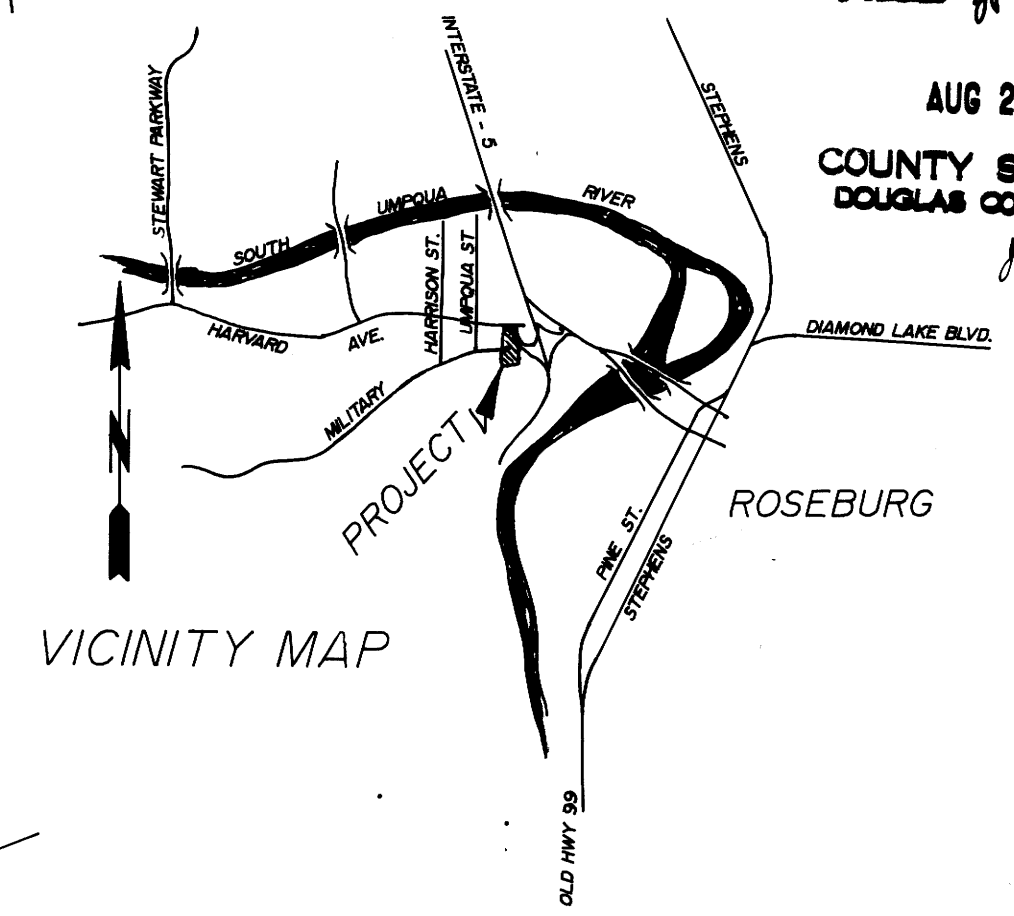 AUG 2
COUNTY S
DOUGLAS CO
INTERSTATE - 5
STEPHENS
STEWART PARKWAY
SOUTH UMPQUA RIVER
HARRISON ST.
UMPQUA ST
HARVARD AVE.
DIAMOND LAKE BLVD.
MILITARY
PROJECT
N
ROSEBURG
PINE ST.
STEPHENS
VICINITY MAP
OLD HWY 99